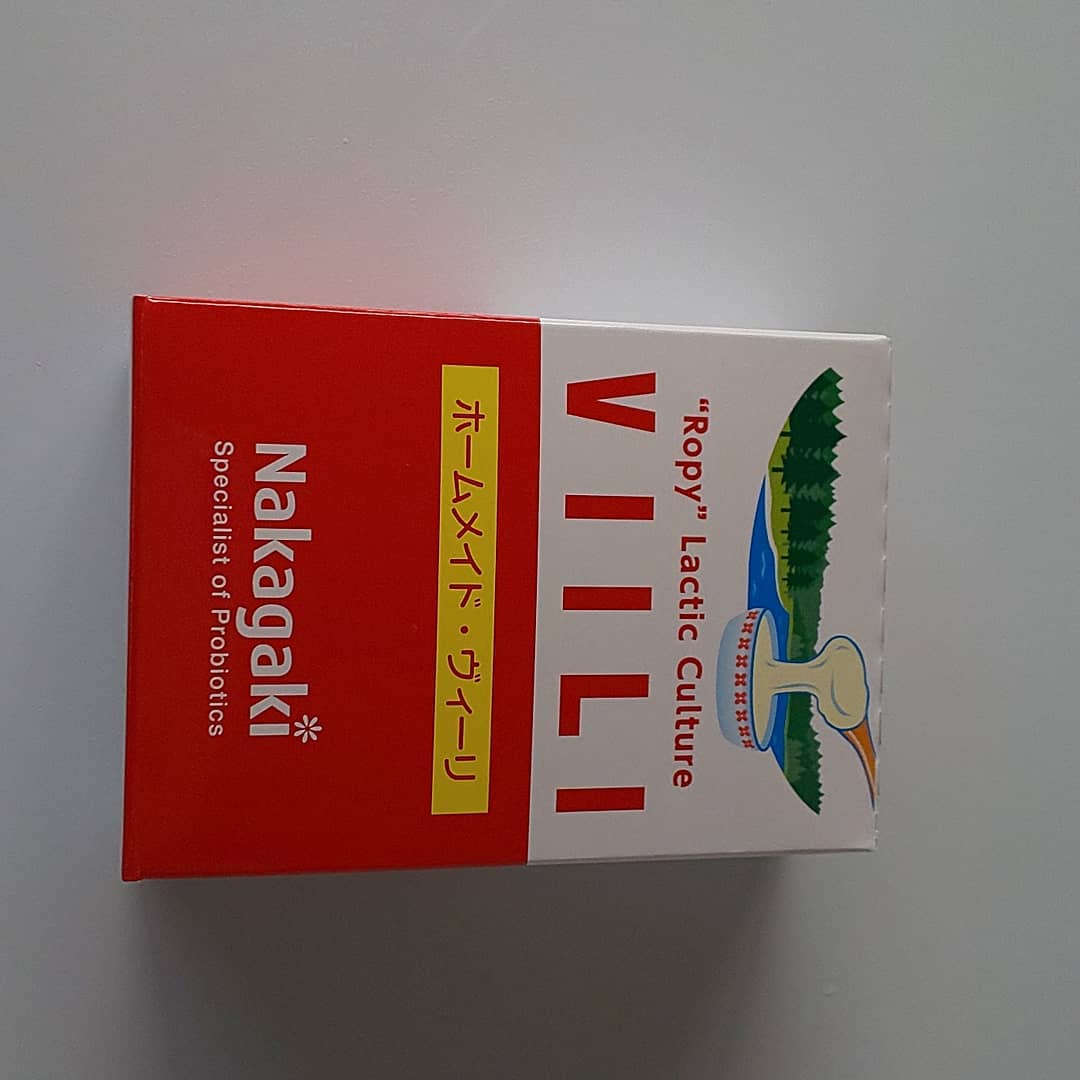 “Ropy” Lactic Culture
VIILI
ホームメイド・ヴィーリ
Nakagaki
Specialist of Probiotics